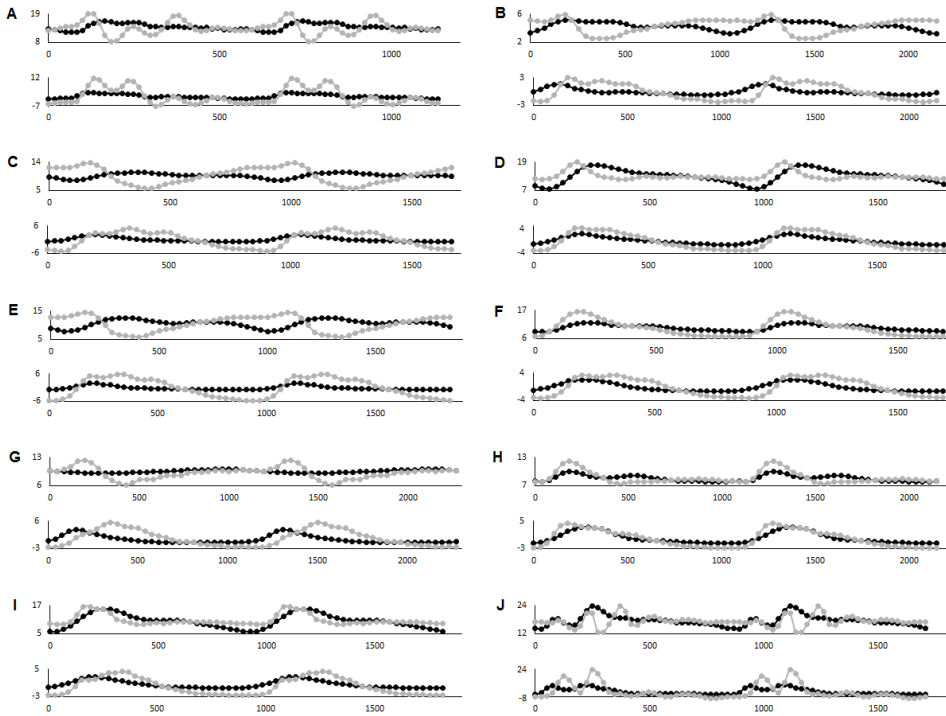 A 19 8 0 500 1000
12 -7 0 500 1000
B 6 2 0 500 1000 1500 2000
3 -3 0 500 1000 1500 2000
C 14 5 0 500 1000 1500
6 -6 0 500 1000 1500
D 19 7 0 500 1000 1500
4 -4 0 500 1000 1500
E 15 5 0 500 1000 1500
6 -6 0 500 1000 1500
F 17 6 0 500 1000 1500
4 -4 0 500 1000 1500
G 13 6 0 500 1000 1500 2000
6 -3 0 500 1000 1500 2000
H 13 7 0 500 1000 1500 2000
5 -3 0 500 1000 1500 2000
I 17 5 0 500 1000 1500
5 -3 0 500 1000 1500
J 24 12 0 500 1000 1500
24 -8 0 500 1000 1500